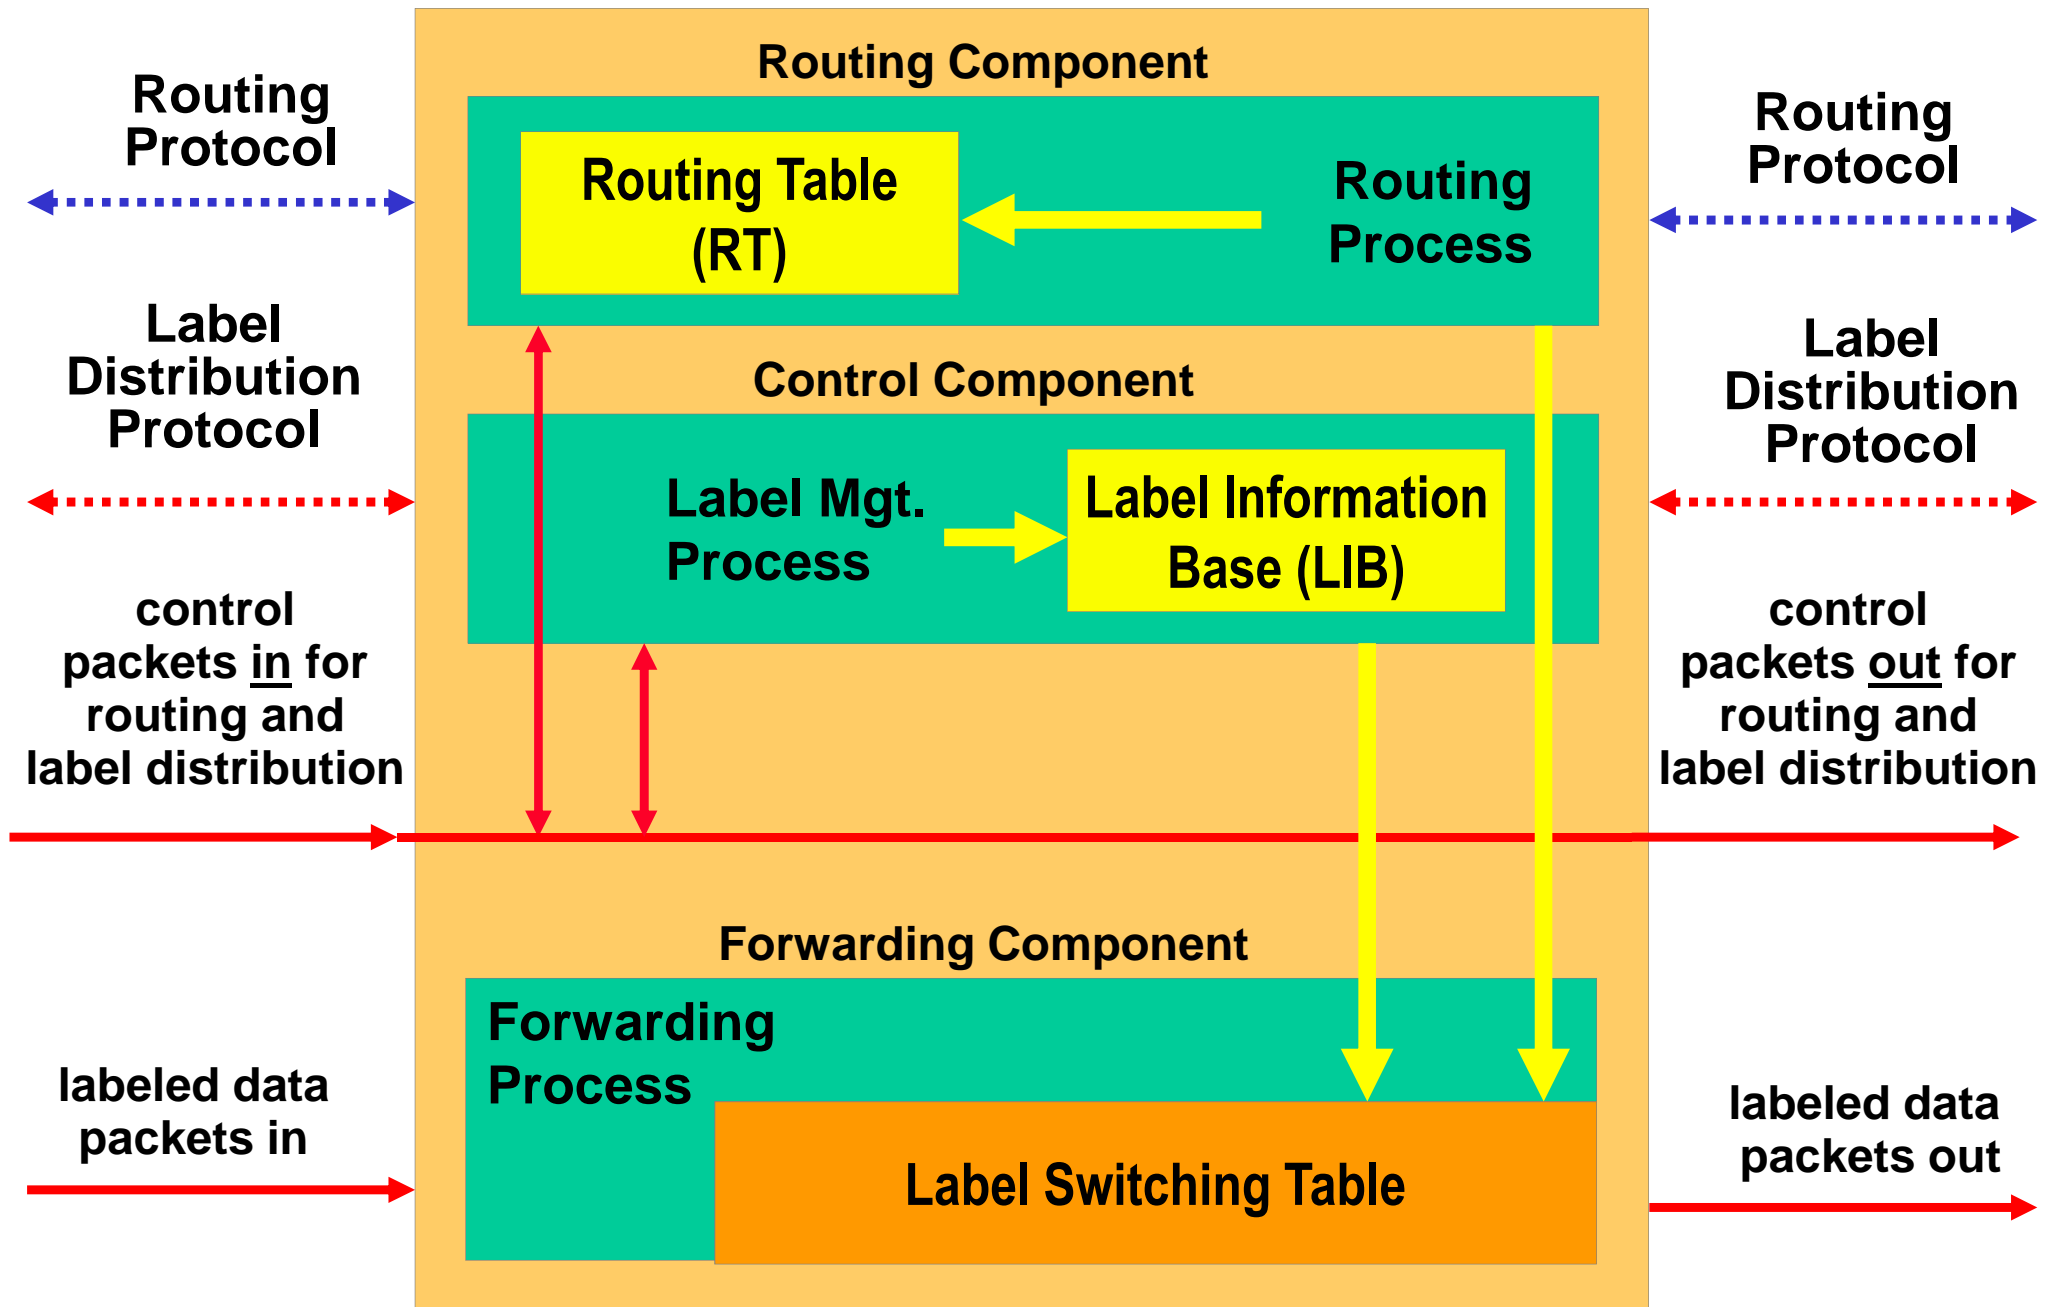 Routing Component
Routing
Protocol
Routing Table
(RT)
Routing
Process
Routing
Protocol
Label
Distribution
Protocol
Control Component
Label Mgt.
Process
Label Information
Base (LIB)
Label
Distribution
Protocol
control
packets in for
routing and
label distribution
control
packets out for
routing and
label distribution
Forwarding Component
Forwarding
Process
Label Switching Table
labeled data
packets in
labeled data
packets out